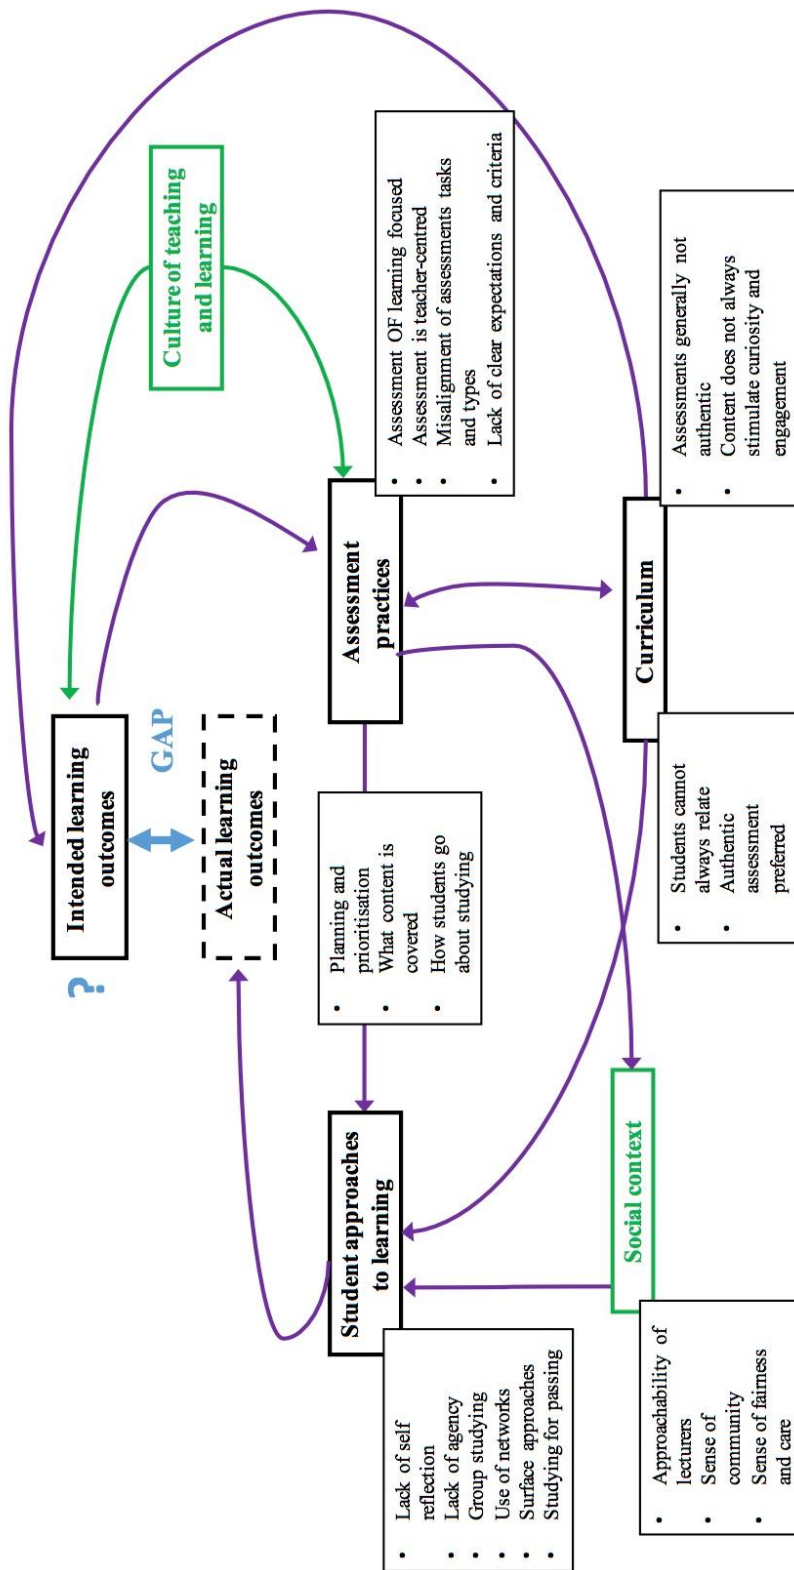 ?
Intended learning
outcomes
GAP
Actual learning
outcomes
Culture of teaching
and learning
Student approaches
to learning
• Lack of self
reflection
• Lack of agency
• Group studying
• Use of networks
• Surface approaches
• Studying for passing
• Planning and
prioritisation
• What content is
covered
• How students go
about studying
Assessment
practices
• Assessment OF learning focused
• Assessment is teacher-centred
• Misalignment of assessments tasks
and types
• Lack of clear expectations and criteria
Social context
• Approachability of
lecturers
• Sense of
community
• Sense of fairness
and care
Curriculum
• Students cannot
always relate
• Authentic
assessment
preferred
• Assessments generally not
authentic
• Content does not always
stimulate curiosity and
engagement